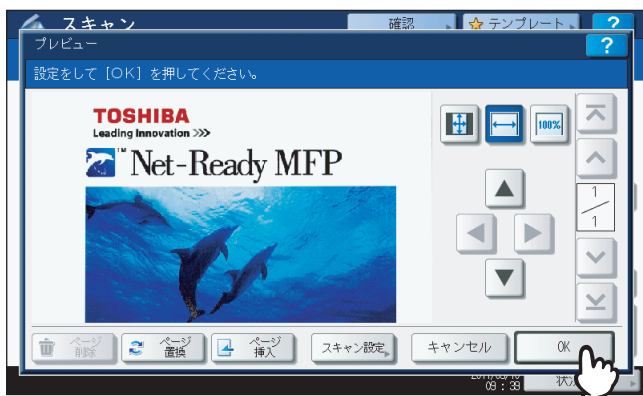 スキャン
確認
テンプレート
?
プレビュー
?
設定をして [OK] を押してください。
TOSHIBA
Leading Innovation >>>
™ Net-Ready MFP
100%
1
1
ページ
削除
ページ
置換
ページ
挿入
スキャン設定
キャンセル
OK
09:39